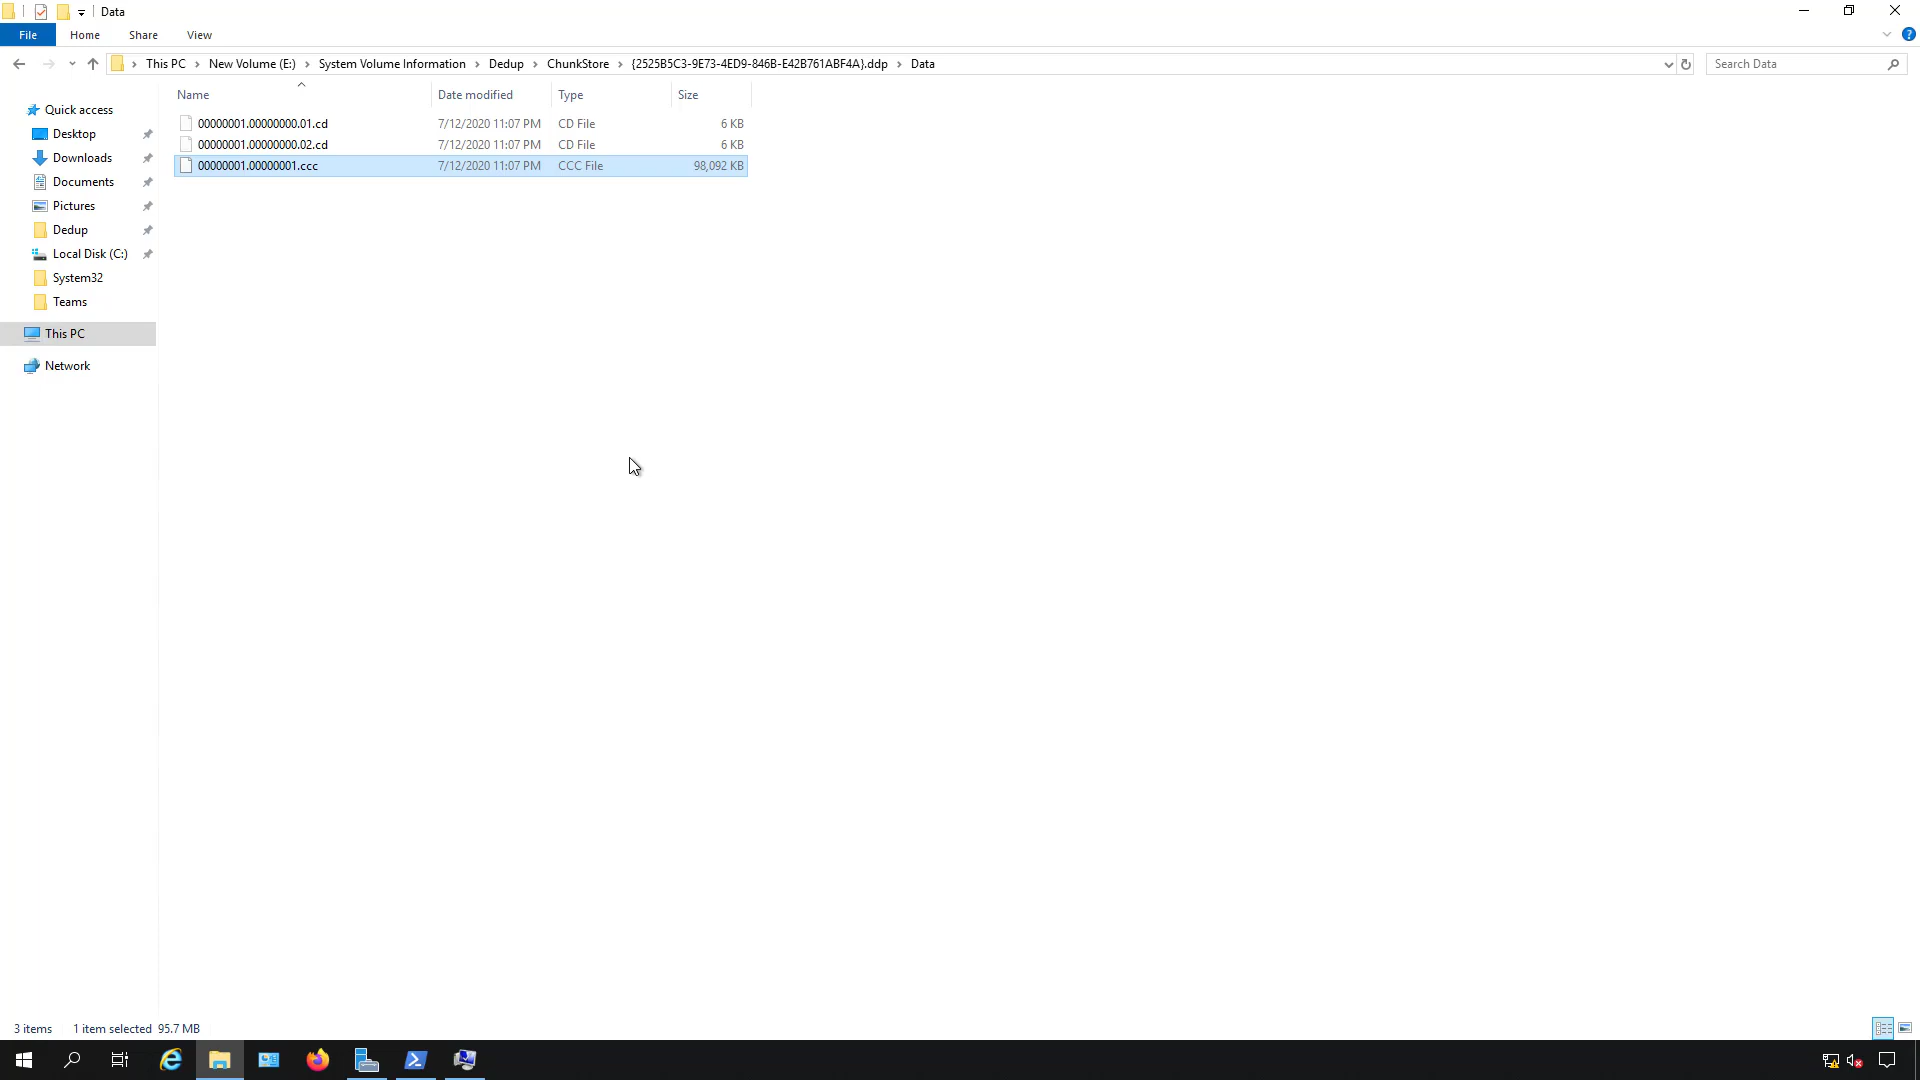 Data
File Home Share View
This PC New Volume (E:) System Volume Information Dedup ChunkStore {2525B5C3-9E73-4ED9-846B-E42B761ABF4A}.ddp Data
Search Data
Name Date modified Type Size
00000001.00000000.01.cd 7/12/2020 11:07 PM CD File 6 KB
00000001.00000000.02.cd 7/12/2020 11:07 PM CD File 6 KB
00000001.00000001.ccc 7/12/2020 11:07 PM CCC File 98,092 KB
Quick access
Desktop
Downloads
Documents
Pictures
Dedup
Local Disk (C:)
System32
Teams
This PC
Network
3 items 1 item selected 95.7 MB